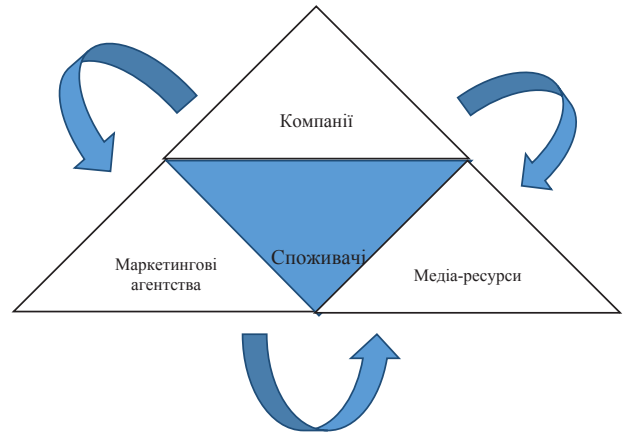 Компанії
Споживачі
Маркетингові
агентства
Медіа-ресурси